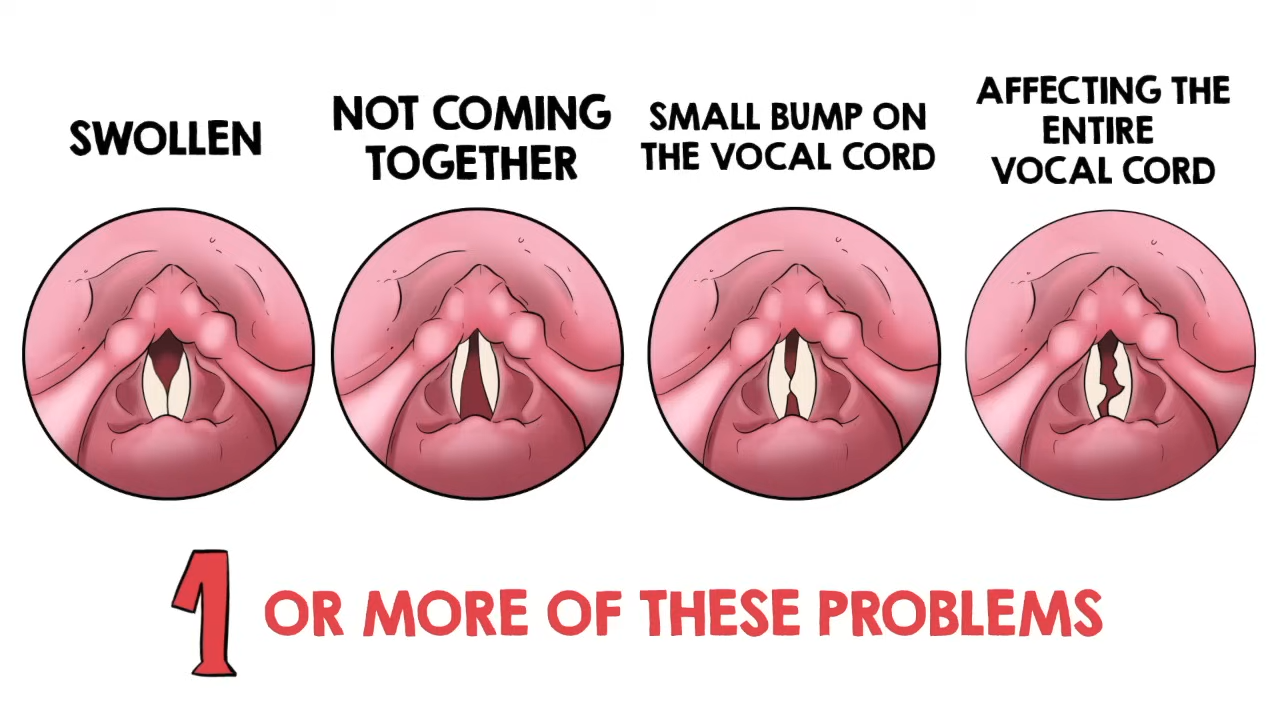 SWOLLEN
NOT COMING
TOGETHER
SMALL BUMP ON
THE VOCAL CORD
AFFECTING THE
ENTIRE
VOCAL CORD
1 OR MORE OF THESE PROBLEMS